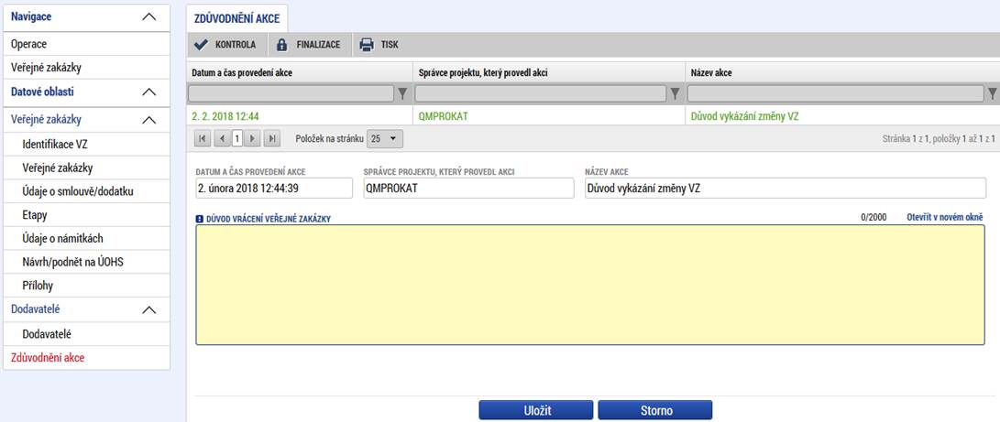 Navigace
Operace
Veřejné zakázky
Datové oblasti
Veřejné zakázky
Identifikace VZ
Veřejné zakázky
Údaje o smlouvě/dodatku
Etapy
Údaje o námitkách
Návrh/podnět na ÚOHS
Přílohy
Dodavatelé
Dodavatelé
Zdůvodnění akce
ZDŮVODNĚNÍ AKCE
KONTROLA FINALIZACE TISK
Datum a čas provedení akce Správce projektu, který provedl akci Název akce
2. 2. 2018 12:44 QMPROKAT Důvod vykázání změny VZ
1 Položek na stránku 25 Stránka 1 z 1, položky 1 až 1 z 1
DATUM A ČAS PROVEDENÍ AKCE SPRÁVCE PROJEKTU, KTERÝ PROVEDL AKCI NÁZEV AKCE
2. února 2018 12:44:39 QMPROKAT Důvod vykázání změny VZ
DŮVOD VRÁCENÍ VEŘEJNÉ ZAKÁZKY 0/2000 Otevřít v novém okně
Uložit Storno